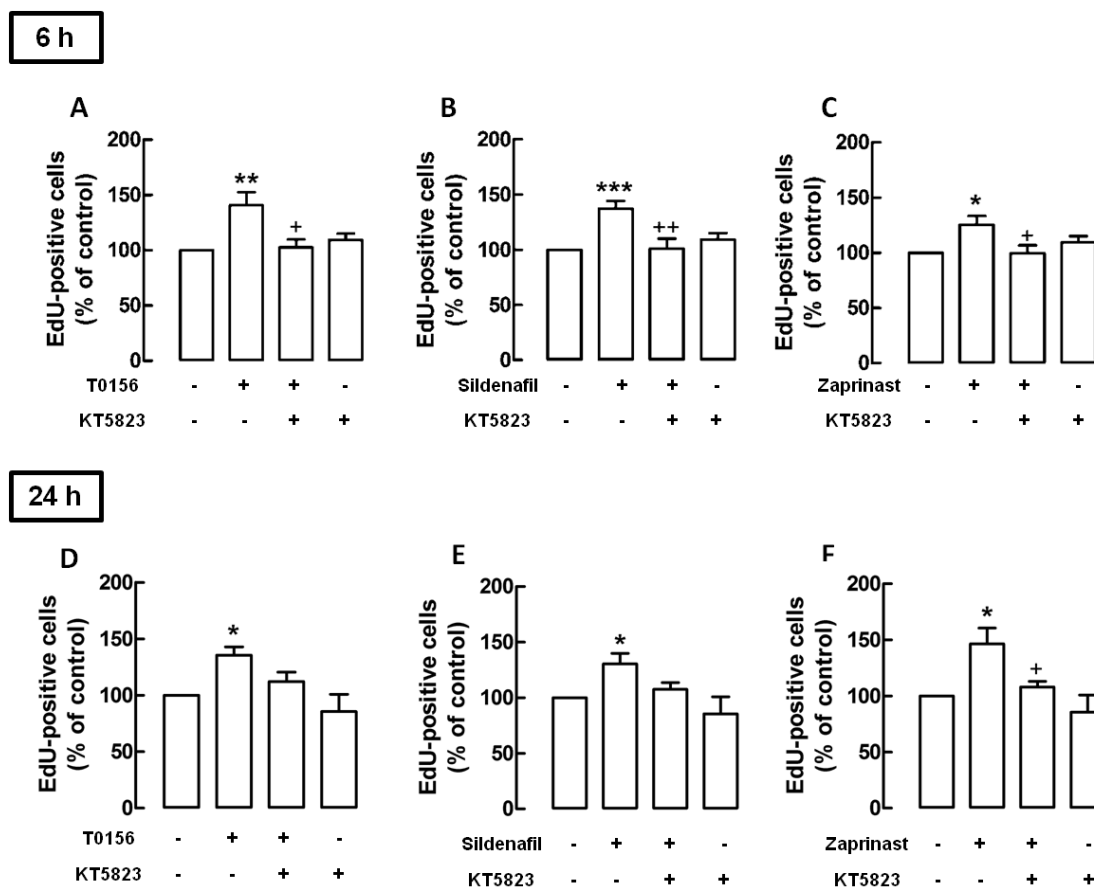 6 h
A
B
C
EdU-positive cells
(% of control)
200
150
100
50
0
**
+
T0156 - + + -
KT5823 - - + +
EdU-positive cells
(% of control)
200
150
100
50
0
***
++
Sildenafil - + + -
KT5823 - - + +
EdU-positive cells
(% of control)
200
150
100
50
0
*
+
Zaprinast - + + -
KT5823 - - + +
24 h
D
E
F
EdU-positive cells
(% of control)
200
150
100
50
0
*
T0156 - + + -
KT5823 - - + +
EdU-positive cells
(% of control)
200
150
100
50
0
*
Sildenafil - + + -
KT5823 - - + +
EdU-positive cells
(% of control)
200
150
100
50
0
*
+
Zaprinast - + + -
KT5823 - - + +